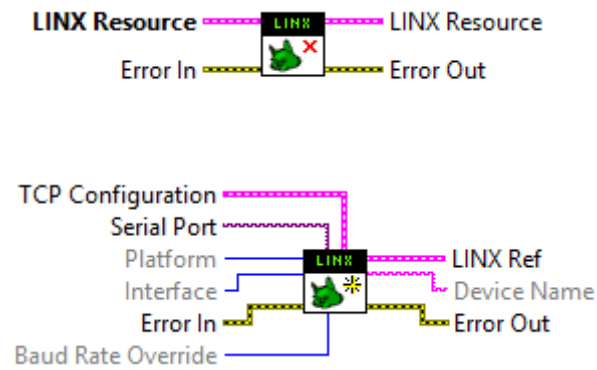 LINX Resource LINX LINX Resource
Error In Error Out
TCP Configuration
Serial Port
Platform LINX LINX Ref
Interface Device Name
Error In Error Out
Baud Rate Override